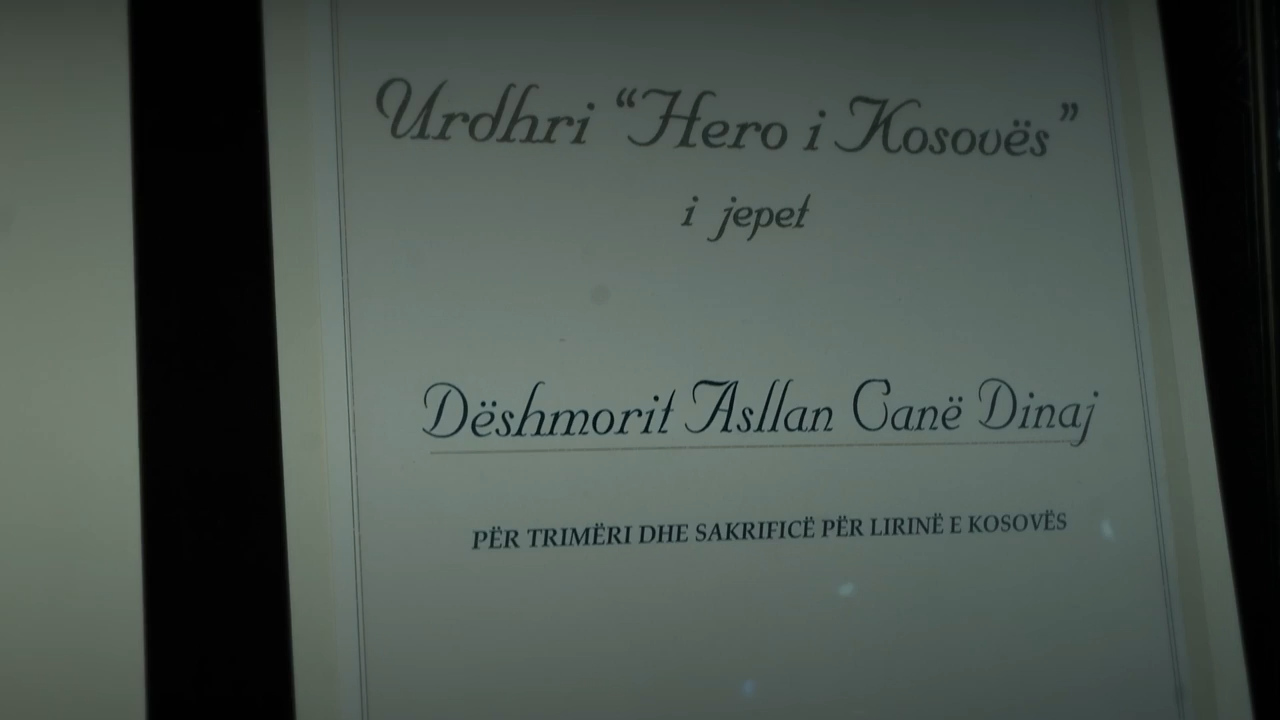 Urdhri “Hero i Kosovës”
i jepet
Dëshmorit Asllan Canë Dinaj
PËR TRIMËRI DHE SAKRIFICË PËR LIRINË E KOSOVËS